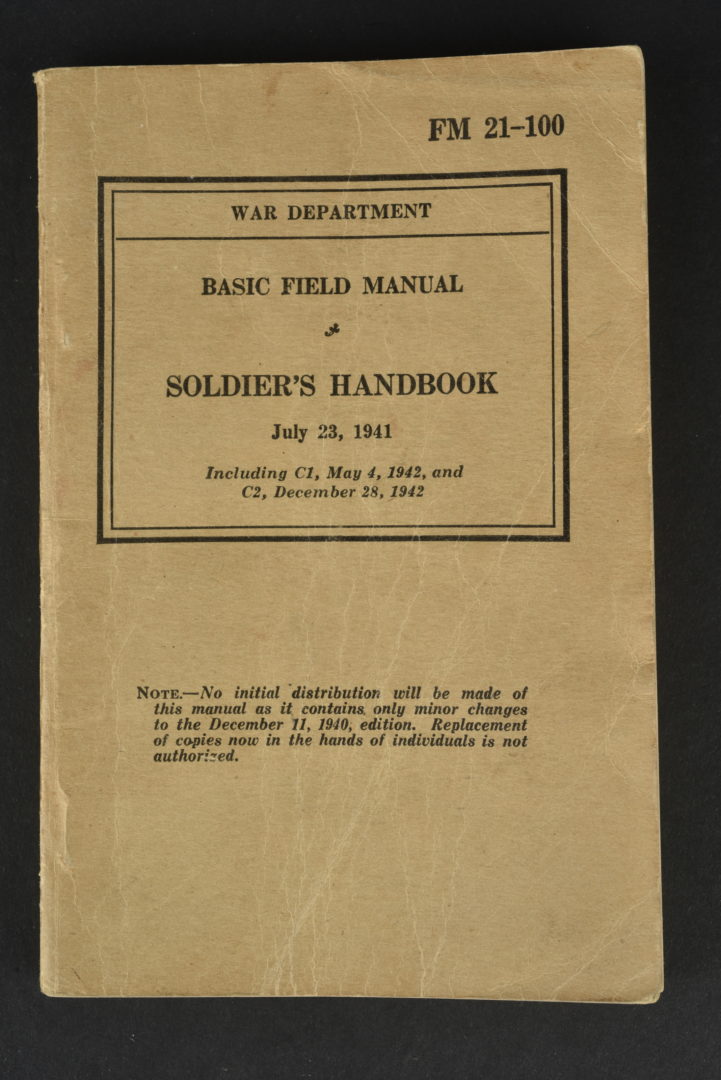 FM 21-100
WAR DEPARTMENT
BASIC FIELD MANUAL
SOLDIER'S HANDBOOK
July 23, 1941
Including C1, May 4, 1942, and
C2, December 28, 1942
NOTE.—No initial distribution will be made of
this manual as it contains only minor changes
to the December 11, 1940, edition. Replacement
of copies now in the hands of individuals is not
authorized.